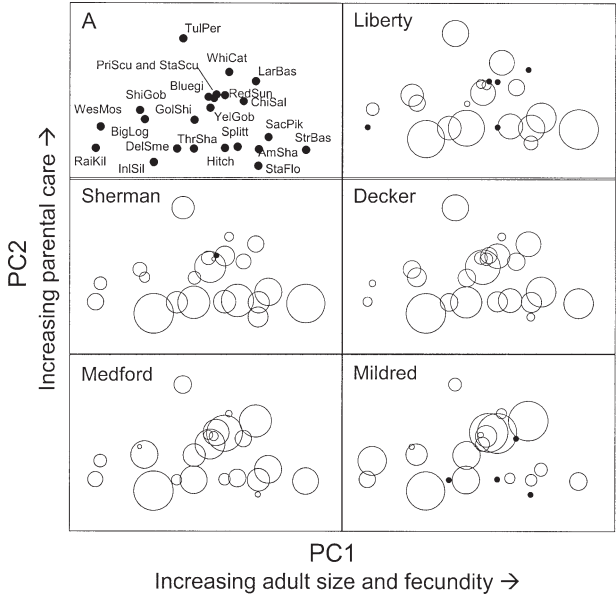 A
TulPer
PriScu and StaScu
WhiCat
LarBas
Bluegi
RedSun
ChiSal
ShiGob
GolShi
YelGob
WesMos
BigLog
DelSme
ThrSha
Splitt
SacPik
StrBas
RaiKil
InlSil
Hitch
AmSha
StaFlo
Liberty
Sherman
Decker
Medford
Mildred
PC2
Increasing parental care →
PC1
Increasing adult size and fecundity →